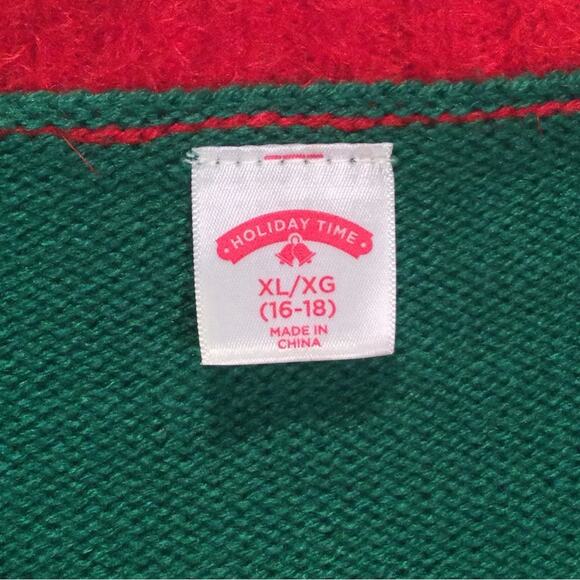 • HOLIDAY TIME •
XL/XG
(16-18)
MADE IN
CHINA